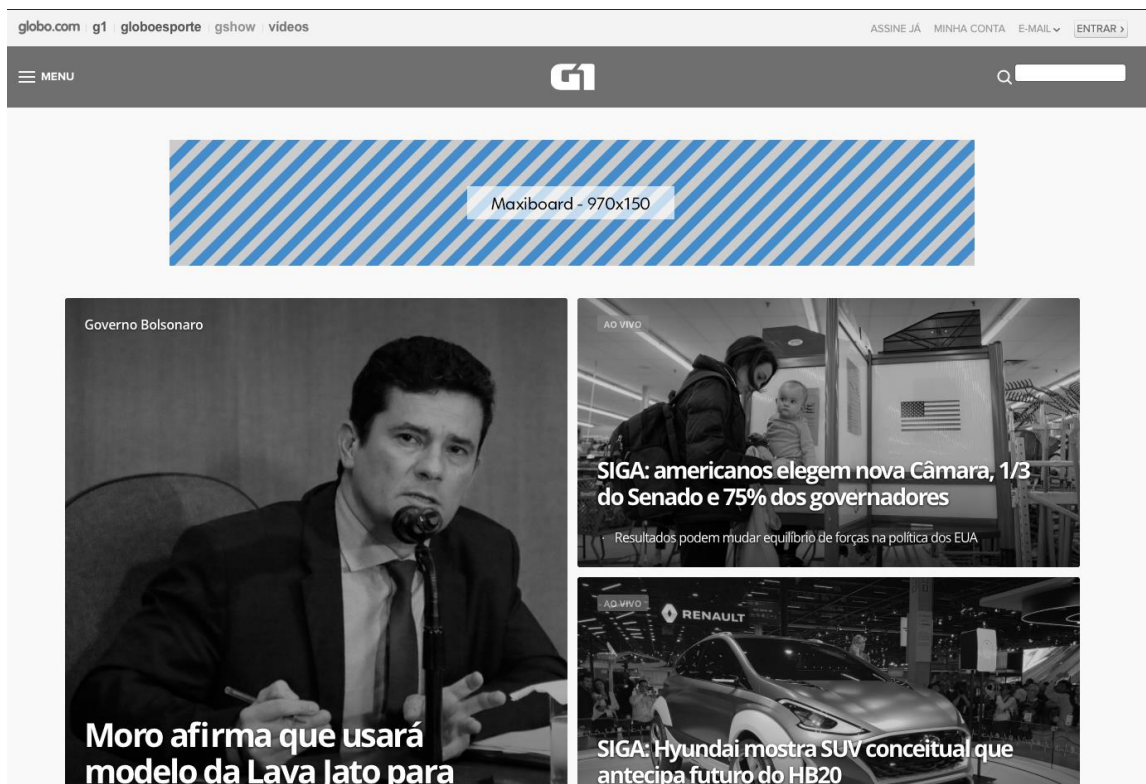 globo.com g1 globoesporte gshow videos
ASSINE JÁ MINHA CONTA E-MAIL ENTRAR
MENU
G1
Maxiboard - 970x150
Governo Bolsonaro
Moro afirma que usará
modelo da Lava Jato para
AO VIVO
SIGA: americanos elegem nova Câmara, 1/3
do Senado e 75% dos governadores
· Resultados podem mudar equilíbrio de forças na política dos EUA
AO VIVO
RENAULT
SIGA: Hyundai mostra SUV conceitual que
antecipa futuro do HB20